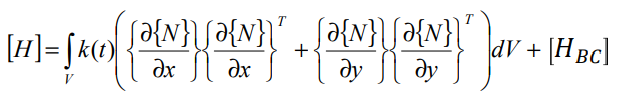 [H]=∫_V k(t)({∂{N}/∂x}{∂{N}/∂x}^T + {∂{N}/∂y}{∂{N}/∂y}^T)dV + [H_BC]